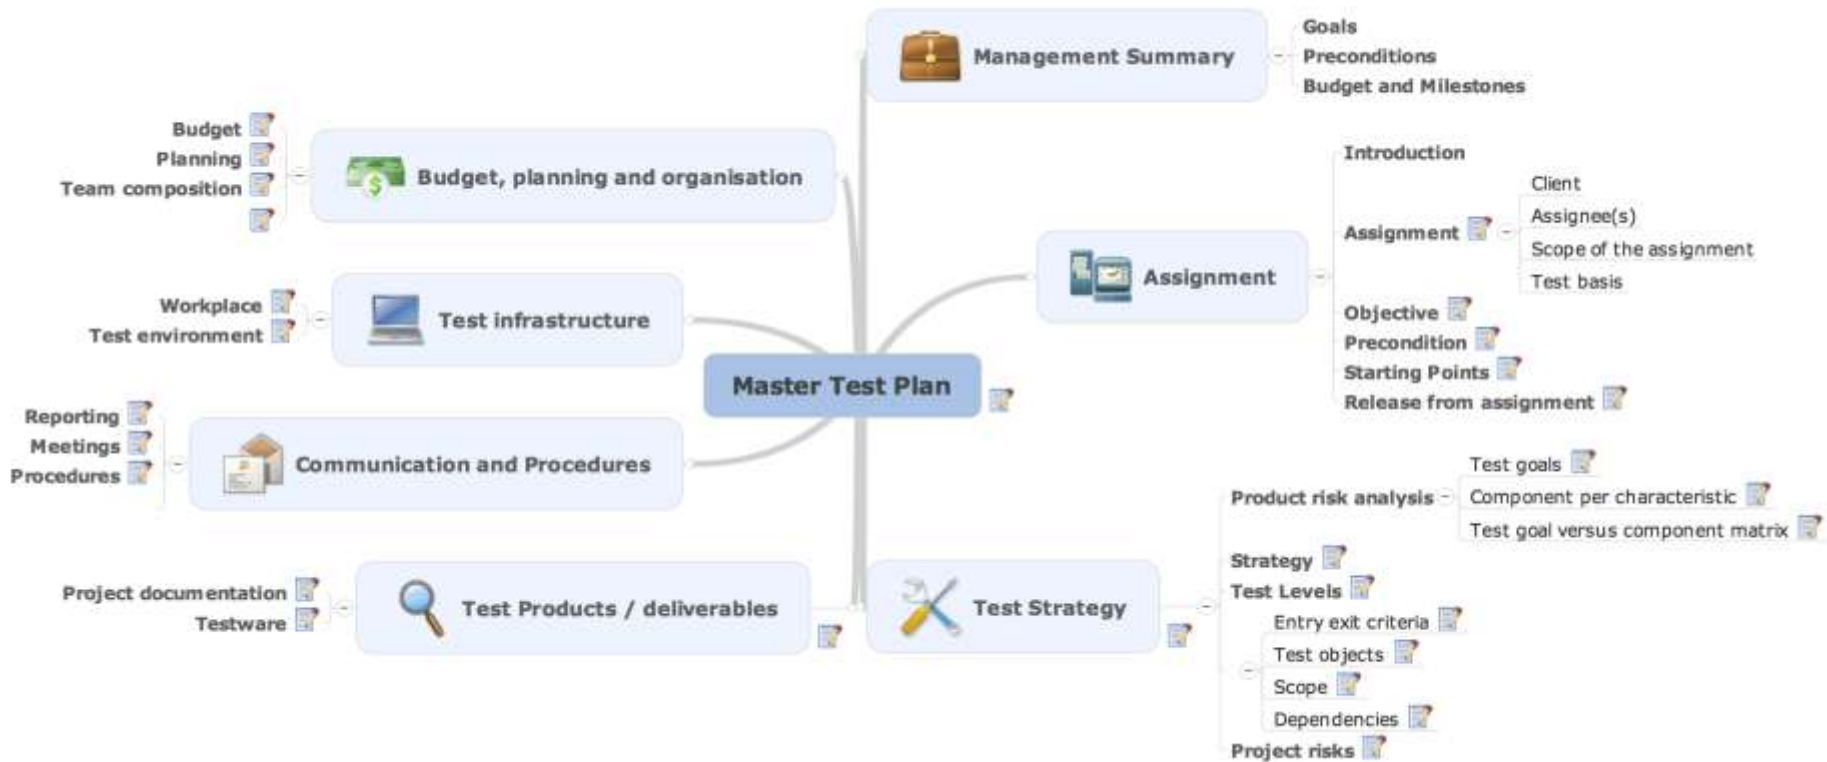 Master Test Plan
Management Summary
Goals
Preconditions
Budget and Milestones
Assignment
Introduction
Assignment
Client
Assignee(s)
Scope of the assignment
Test basis
Objective
Precondition
Starting Points
Release from assignment
Test Strategy
Product risk analysis
Test goals
Component per characteristic
Test goal versus component matrix
Strategy
Test Levels
Entry exit criteria
Test objects
Scope
Dependencies
Project risks
Budget, planning and organisation
Budget
Planning
Team composition
Test infrastructure
Workplace
Test environment
Communication and Procedures
Reporting
Meetings
Procedures
Test Products / deliverables
Project documentation
Testware